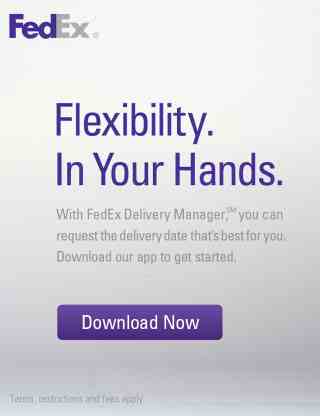 FedEx®
Flexibility.
In Your Hands.
With FedEx Delivery Manager,℠ you can
request the delivery date that's best for you.
Download our app to get started.
Download Now
Terms, restrictions and fees apply.